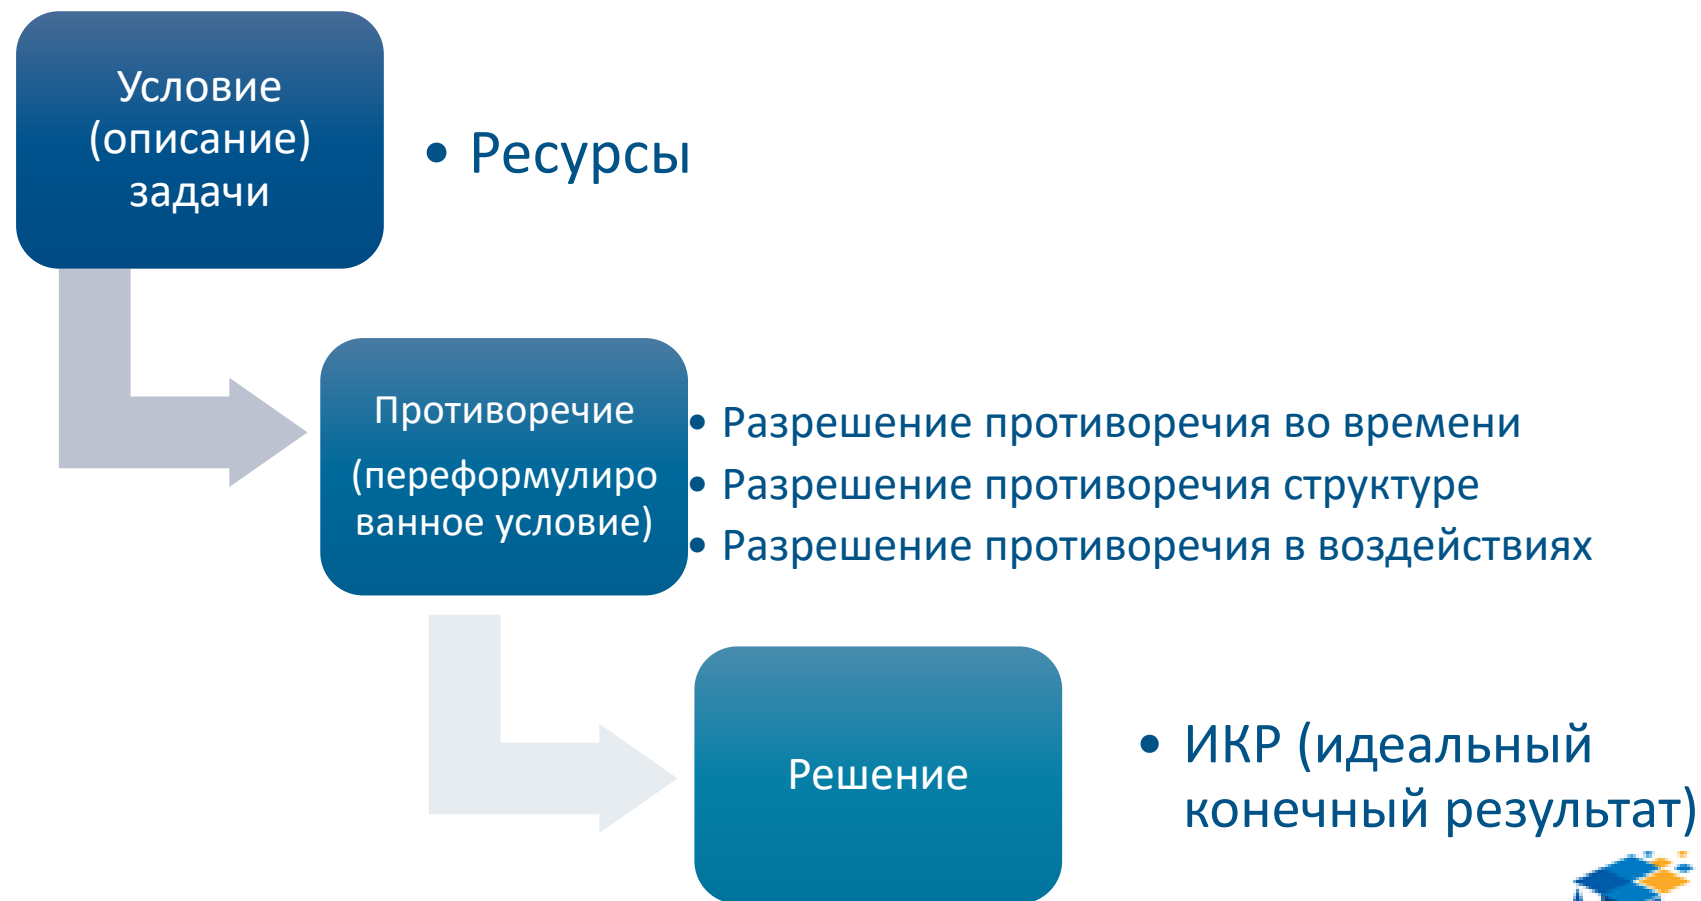 Условие
(описание)
задачи
• Ресурсы
Противоречие
(переформулиро
ванное условие)
• Разрешение противоречия во времени
• Разрешение противоречия структуре
• Разрешение противоречия в воздействиях
Решение
• ИКР (идеальный
конечный результат)